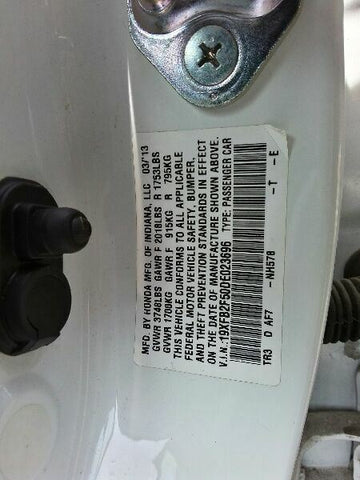 MFD. BY HONDA MFG. OF INDIANA, LLC 03/'13
GVWR 3748LBS GAWR F 2018LBS R 1753LBS
GVWR 1700KG GAWR F 915KG R 795KG
THIS VEHICLE CONFORMS TO ALL APPLICABLE
FEDERAL MOTOR VEHICLE SAFETY, BUMPER,
AND THEFT PREVENTION STANDARDS IN EFFECT
ON THE DATE OF MANUFACTURE SHOWN ABOVE.
V.I.N.:19XFB2F50DE023696 TYPE: PASSENGER CAR
TR3 D AF7 -NH578 -T -E